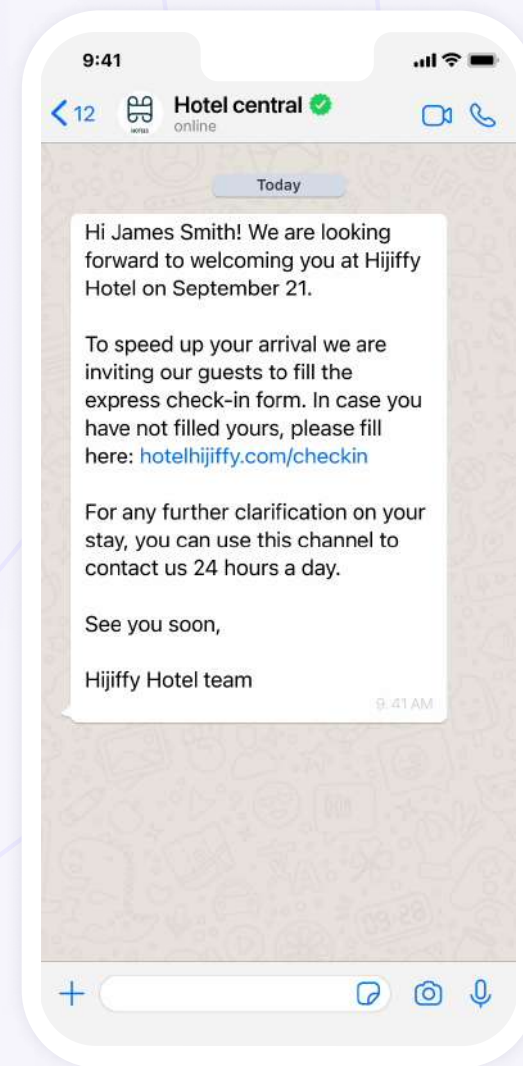 9:41
12
HOTELS
Hotel central
online
Today
Hi James Smith! We are looking
forward to welcoming you at Hijiffy
Hotel on September 21.
To speed up your arrival we are
inviting our guests to fill the
express check-in form. In case you
have not filled yours, please fill
here: hotelhijiffy.com/checkin
For any further clarification on your
stay, you can use this channel to
contact us 24 hours a day.
See you soon,
Hijiffy Hotel team
9.41 AM